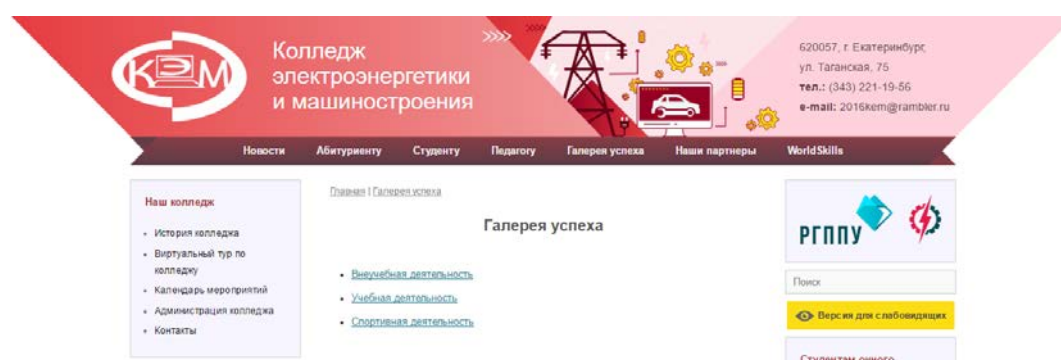 КЭМ
Колледж
электроэнергетики
и машиностроения
620057, г. Екатеринбург,
ул. Таганская, 75
тел.: (343) 221-19-56
e-mail: 2016kem@rambler.ru
Новости Абитуриенту Студенту Педагогу Галерея успеха Наши партнеры WorldSkills
Наш колледж
История колледжа
Виртуальный тур по
колледжу
Календарь мероприятий
Администрация колледжа
Контакты
Главная | Галерея успеха
Галерея успеха
Внеучебная деятельность
Учебная деятельность
Спортивная деятельность
РГППУ
Поиск
Версия для слабовидящих
Студентам очного